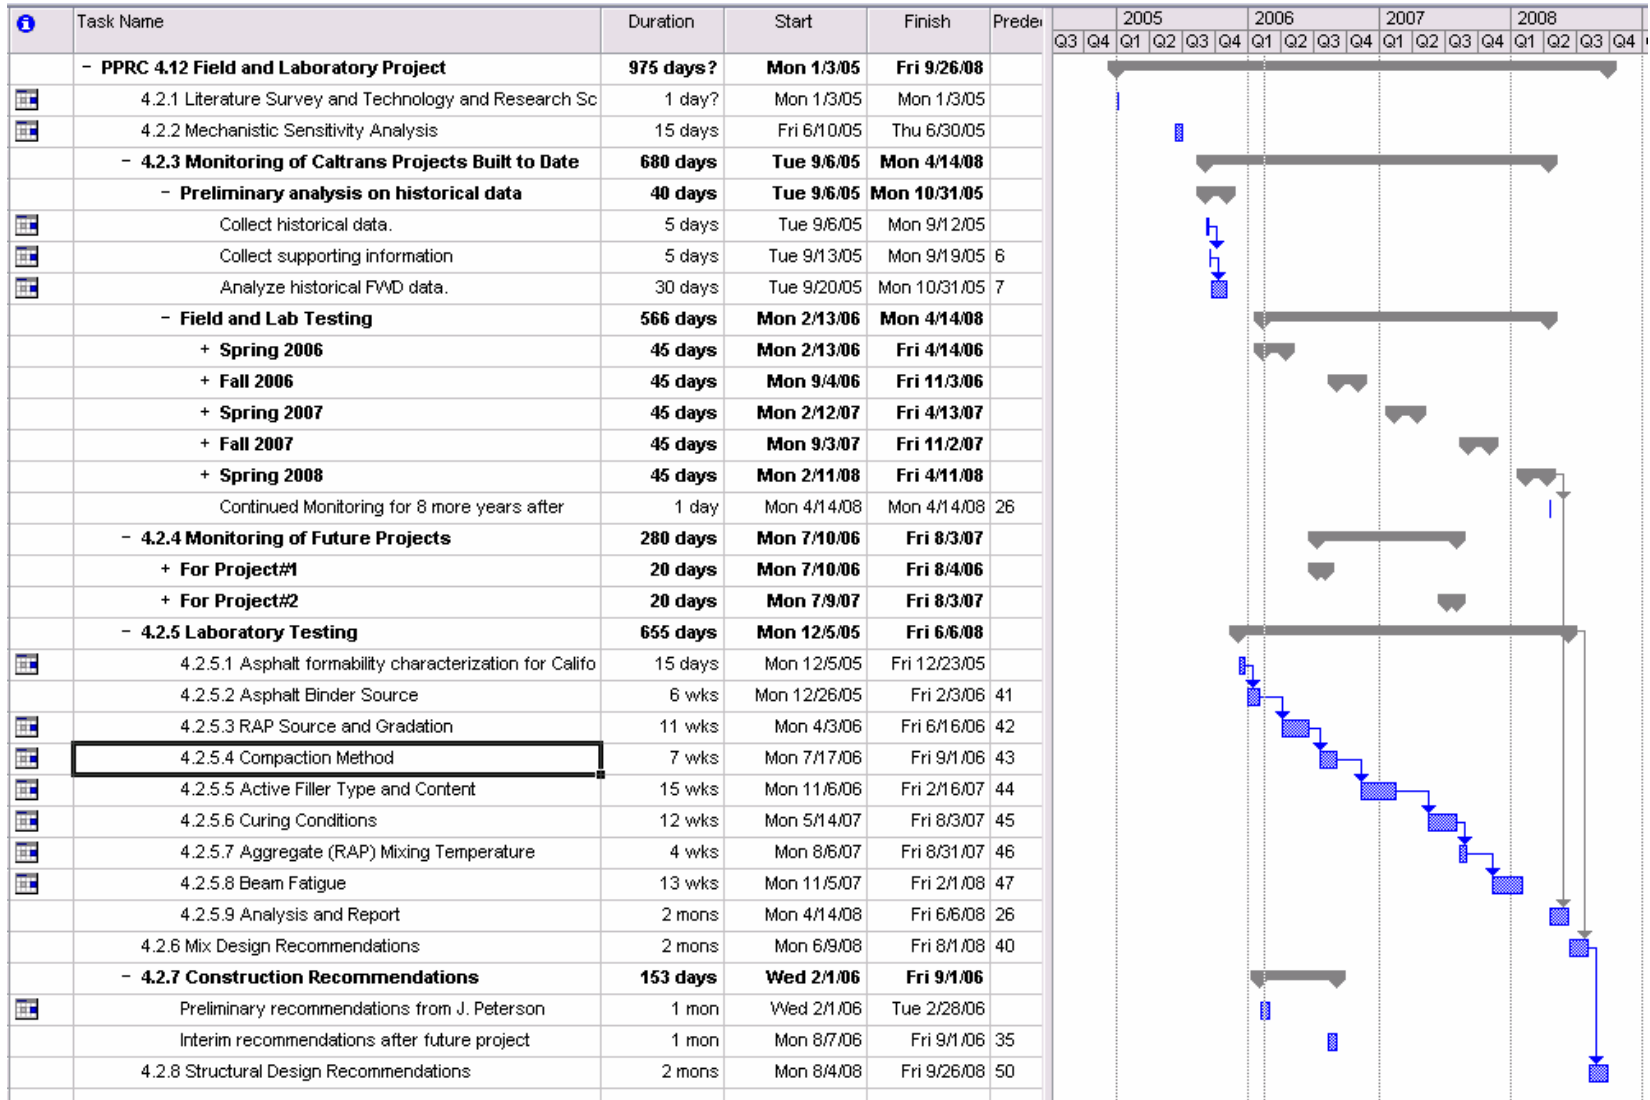 Task Name Duration Start Finish Prede 2005 2006 2007 2008
Q3 Q4 Q1 Q2 Q3 Q4 Q1 Q2 Q3 Q4 Q1 Q2 Q3 Q4 Q1 Q2 Q3 Q4
− PPRC 4.12 Field and Laboratory Project 975 days? Mon 1/3/05 Fri 9/26/08
4.2.1 Literature Survey and Technology and Research Sc 1 day? Mon 1/3/05 Mon 1/3/05
4.2.2 Mechanistic Sensitivity Analysis 15 days Fri 6/10/05 Thu 6/30/05
− 4.2.3 Monitoring of Caltrans Projects Built to Date 680 days Tue 9/6/05 Mon 4/14/08
− Preliminary analysis on historical data 40 days Tue 9/6/05 Mon 10/31/05
Collect historical data. 5 days Tue 9/6/05 Mon 9/12/05
Collect supporting information 5 days Tue 9/13/05 Mon 9/19/05 6
Analyze historical FWD data. 30 days Tue 9/20/05 Mon 10/31/05 7
− Field and Lab Testing 566 days Mon 2/13/06 Mon 4/14/08
+ Spring 2006 45 days Mon 2/13/06 Fri 4/14/06
+ Fall 2006 45 days Mon 9/4/06 Fri 11/3/06
+ Spring 2007 45 days Mon 2/12/07 Fri 4/13/07
+ Fall 2007 45 days Mon 9/3/07 Fri 11/2/07
+ Spring 2008 45 days Mon 2/11/08 Fri 4/11/08
Continued Monitoring for 8 more years after 1 day Mon 4/14/08 Mon 4/14/08 26
− 4.2.4 Monitoring of Future Projects 280 days Mon 7/10/06 Fri 8/3/07
+ For Project#1 20 days Mon 7/10/06 Fri 8/4/06
+ For Project#2 20 days Mon 7/9/07 Fri 8/3/07
− 4.2.5 Laboratory Testing 655 days Mon 12/5/05 Fri 6/6/08
4.2.5.1 Asphalt formability characterization for Califo 15 days Mon 12/5/05 Fri 12/23/05
4.2.5.2 Asphalt Binder Source 6 wks Mon 12/26/05 Fri 2/3/06 41
4.2.5.3 RAP Source and Gradation 11 wks Mon 4/3/06 Fri 6/16/06 42
4.2.5.4 Compaction Method 7 wks Mon 7/17/06 Fri 9/1/06 43
4.2.5.5 Active Filler Type and Content 15 wks Mon 11/6/06 Fri 2/16/07 44
4.2.5.6 Curing Conditions 12 wks Mon 5/14/07 Fri 8/3/07 45
4.2.5.7 Aggregate (RAP) Mixing Temperature 4 wks Mon 8/6/07 Fri 8/31/07 46
4.2.5.8 Beam Fatigue 13 wks Mon 11/5/07 Fri 2/1/08 47
4.2.5.9 Analysis and Report 2 mons Mon 4/14/08 Fri 6/6/08 26
4.2.6 Mix Design Recommendations 2 mons Mon 6/9/08 Fri 8/1/08 40
− 4.2.7 Construction Recommendations 153 days Wed 2/1/06 Fri 9/1/06
Preliminary recommendations from J. Peterson 1 mon Wed 2/1/06 Tue 2/28/06
Interim recommendations after future project 1 mon Mon 8/7/06 Fri 9/1/06 35
4.2.8 Structural Design Recommendations 2 mons Mon 8/4/08 Fri 9/26/08 50